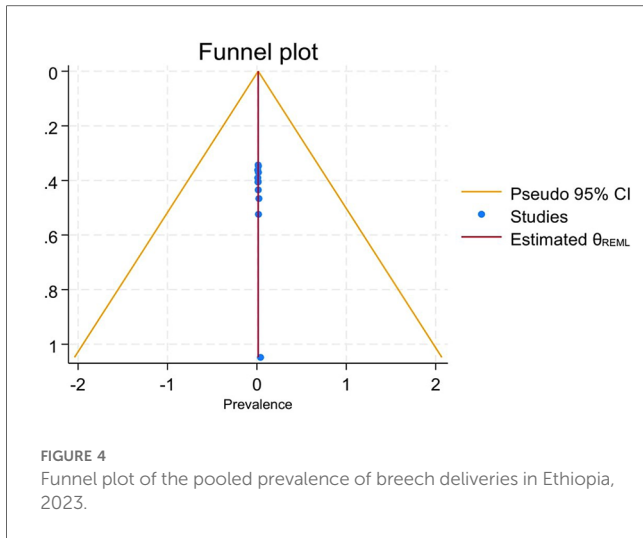 Funnel plot
0
.2
.4
.6
.8
1
-2
-1
0
1
2
Prevalence
Pseudo 95% CI
Studies
Estimated θREML
FIGURE 4
Funnel plot of the pooled prevalence of breech deliveries in Ethiopia,
2023.